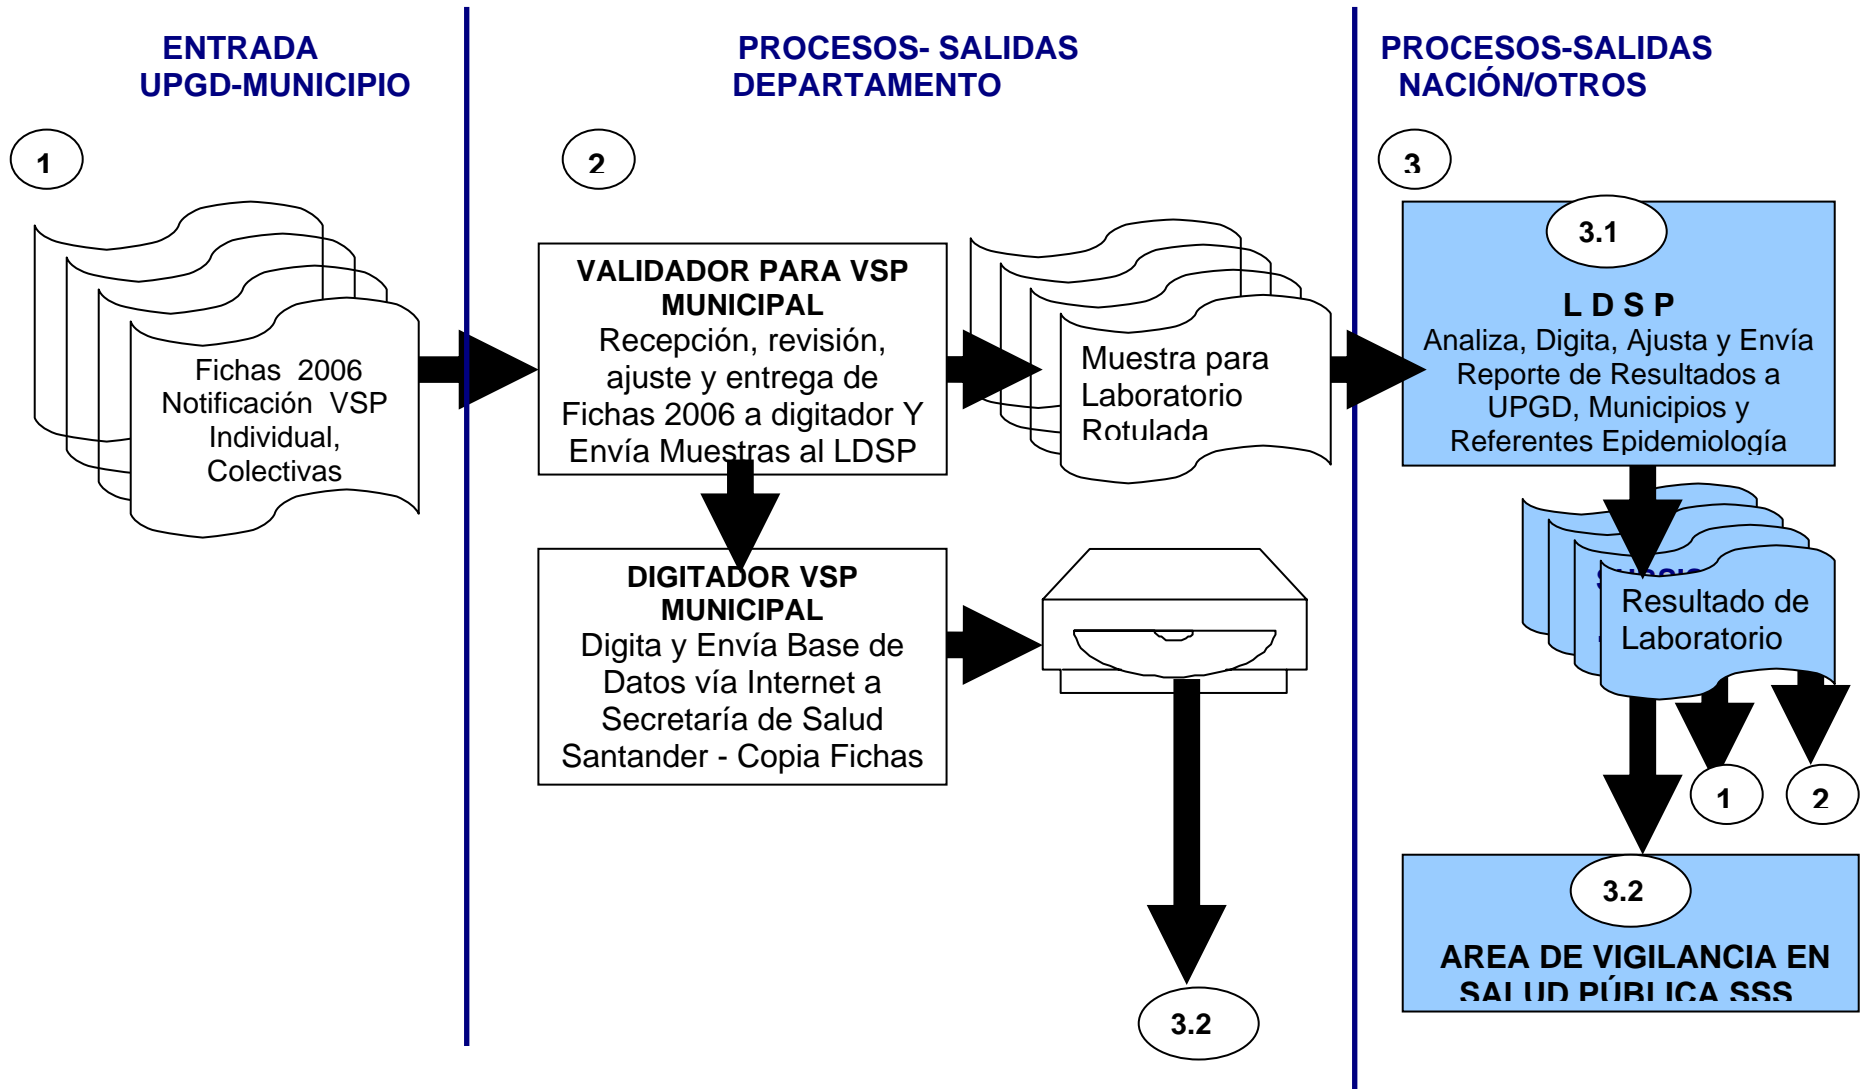 ENTRADA
UPGD-MUNICIPIO
PROCESOS- SALIDAS
DEPARTAMENTO
PROCESOS-SALIDAS
NACIÓN/OTROS
1
2
3
Fichas 2006
Notificación VSP
Individual,
Colectivas
VALIDADOR PARA VSP
MUNICIPAL
Recepción, revisión,
ajuste y entrega de
Fichas 2006 a digitador Y
Envía Muestras al LDSP
Muestra para
Laboratorio
Rotulada
3.1
L D S P
Analiza, Digita, Ajusta y Envía
Reporte de Resultados a
UPGD, Municipios y
Referentes Epidemiología
DIGITADOR VSP
MUNICIPAL
Digita y Envía Base de
Datos vía Internet a
Secretaría de Salud
Santander - Copia Fichas
Resultado de
Laboratorio
1
2
3.2
AREA DE VIGILANCIA EN
SALUD PÚBLICA SSS
3.2